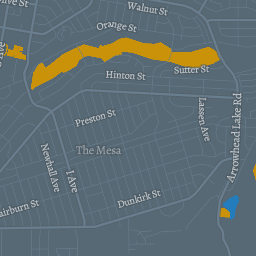 Walnut St
Orange St
Hinton St
Sutter St
Lassen Ave
Arrowhead Lake Rd
Preston St
The Mesa
Newhall Ave
I Ave
Dunkirk St
airburn St